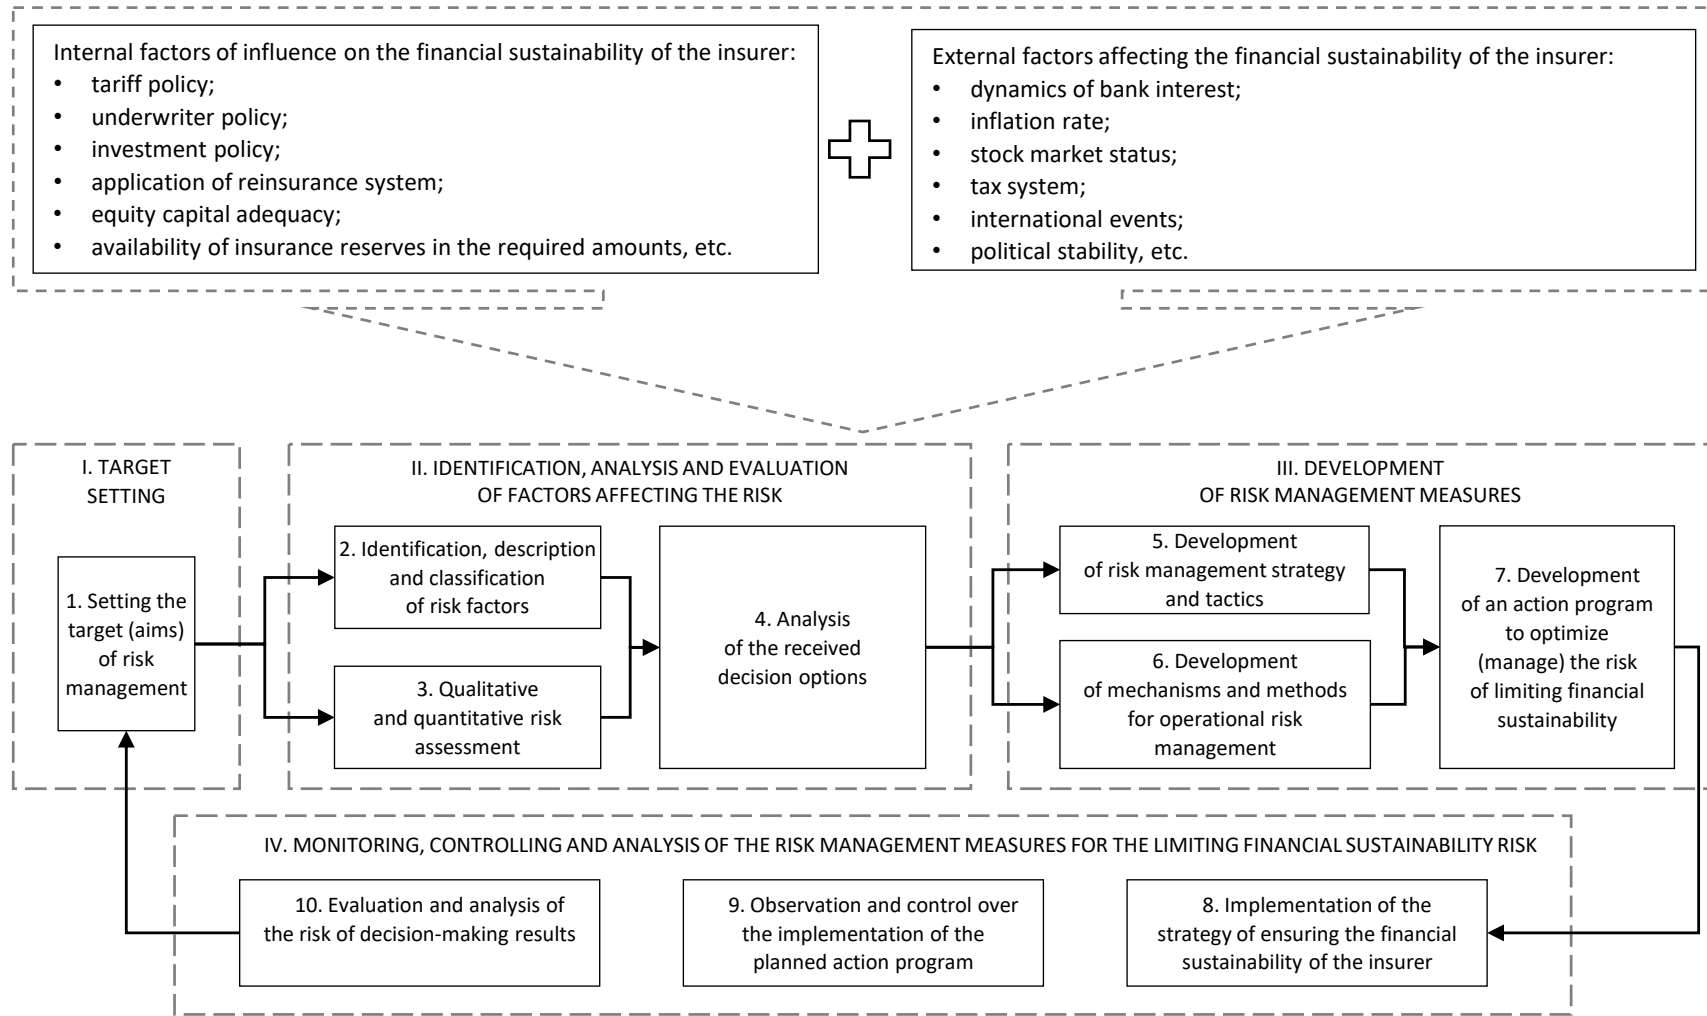 Internal factors of influence on the financial sustainability of the insurer:
• tariff policy;
• underwriter policy;
• investment policy;
• application of reinsurance system;
• equity capital adequacy;
• availability of insurance reserves in the required amounts, etc.
External factors affecting the financial sustainability of the insurer:
• dynamics of bank interest;
• inflation rate;
• stock market status;
• tax system;
• international events;
• political stability, etc.
I. TARGET
SETTING
1. Setting the
target (aims)
of risk
management
II. IDENTIFICATION, ANALYSIS AND EVALUATION
OF FACTORS AFFECTING THE RISK
2. Identification, description
and classification
of risk factors
3. Qualitative
and quantitative risk
assessment
4. Analysis
of the received
decision options
III. DEVELOPMENT
OF RISK MANAGEMENT MEASURES
5. Development
of risk management strategy
and tactics
6. Development
of mechanisms and methods
for operational risk
management
7. Development
of an action program
to optimize
(manage) the risk
of limiting financial
sustainability
IV. MONITORING, CONTROLLING AND ANALYSIS OF THE RISK MANAGEMENT MEASURES FOR THE LIMITING FINANCIAL SUSTAINABILITY RISK
10. Evaluation and analysis of
the risk of decision-making results
9. Observation and control over
the implementation of the
planned action program
8. Implementation of the
strategy of ensuring the financial
sustainability of the insurer